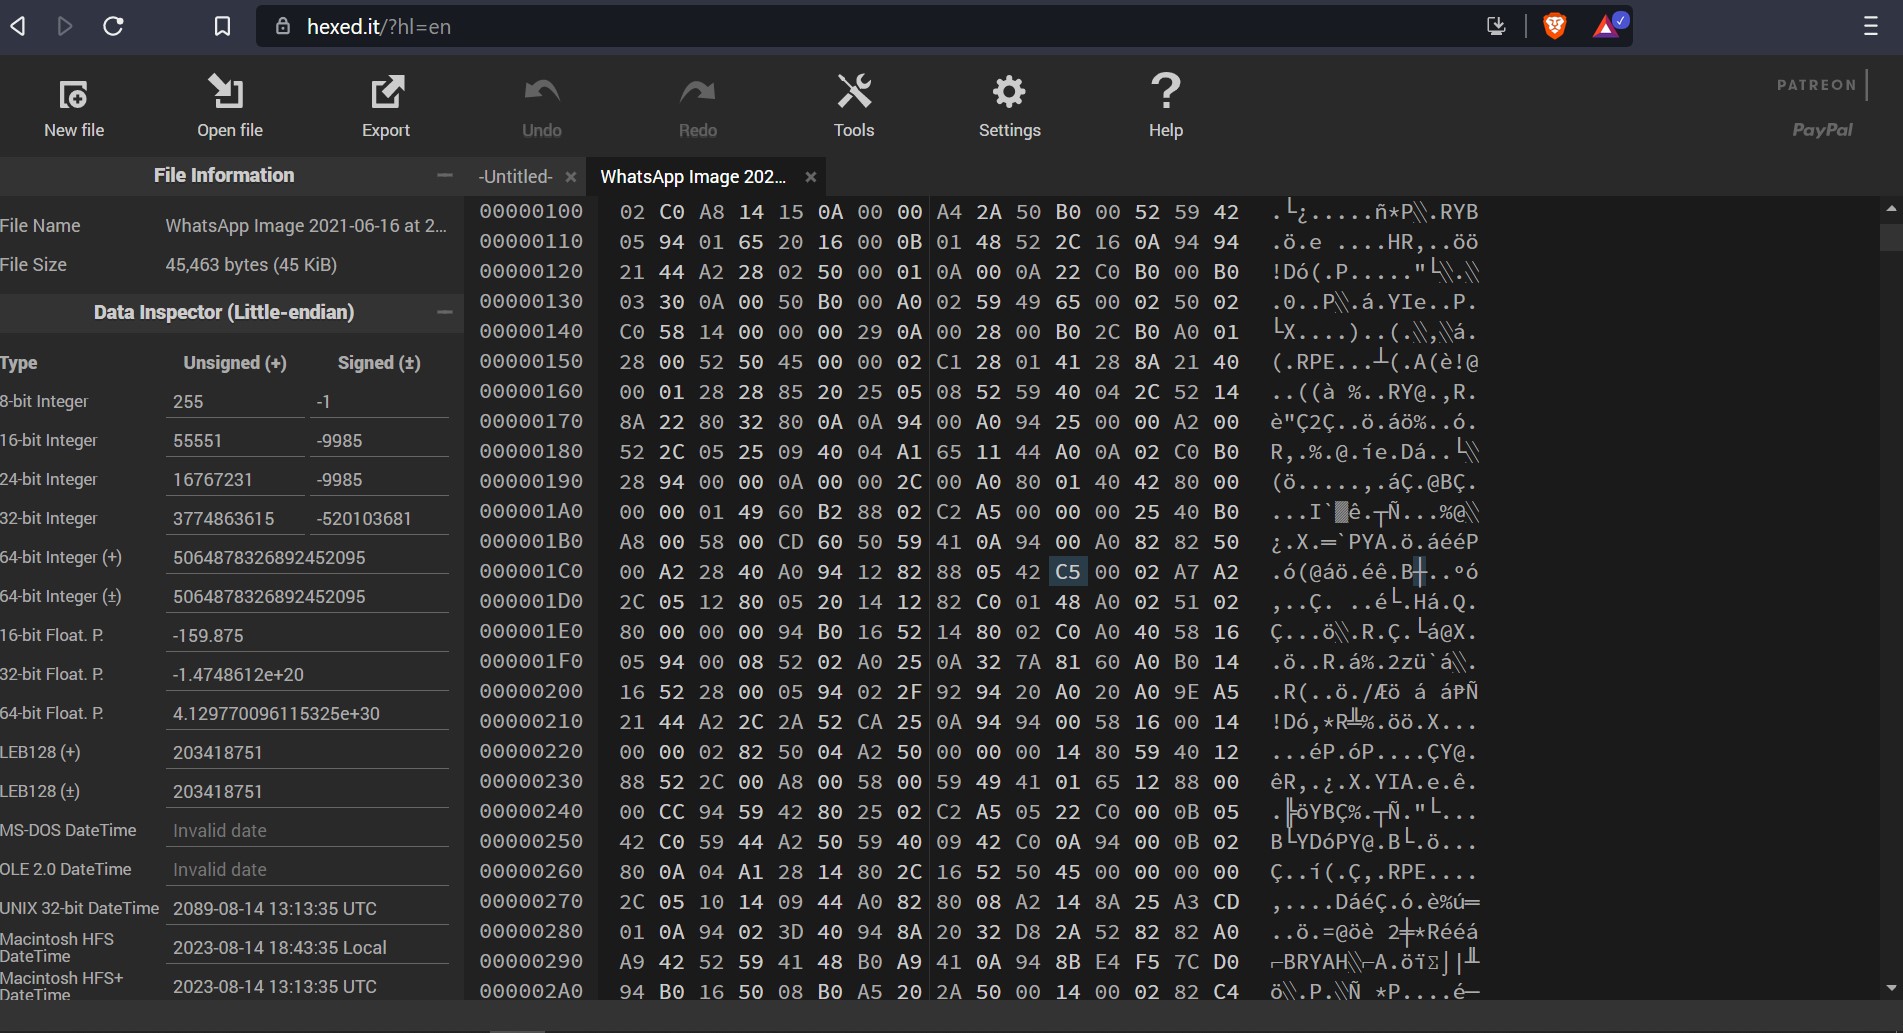 hexed.it/?hl=en
New file
Open file
Export
Undo
Redo
Tools
Settings
Help
PATREON
PayPal
File Information
-Untitled- ×
WhatsApp Image 202... ×
File Name WhatsApp Image 2021-06-16 at 2...
File Size 45,463 bytes (45 KiB)
Data Inspector (Little-endian)
Type Unsigned (+) Signed (±)
8-bit Integer 255 -1
16-bit Integer 55551 -9985
24-bit Integer 16767231 -9985
32-bit Integer 3774863615 -520103681
64-bit Integer (+) 5064878326892452095
64-bit Integer (±) 5064878326892452095
16-bit Float. P. -159.875
32-bit Float. P. -1.4748612e+20
64-bit Float. P. 4.129770096115325e+30
LEB128 (+) 203418751
LEB128 (±) 203418751
MS-DOS DateTime Invalid date
OLE 2.0 DateTime Invalid date
UNIX 32-bit DateTime 2089-08-14 13:13:35 UTC
Macintosh HFS DateTime 2023-08-14 18:43:35 Local
Macintosh HFS+ DateTime 2023-08-14 13:13:35 UTC
00000100 02 C0 A8 14 15 0A 00 00 A4 2A 50 B0 00 52 59 42 .└¿.....ñ*P░.RYB
00000110 05 94 01 65 20 16 00 0B 01 48 52 2C 16 0A 94 94 .ö.e ....HR,..öö
00000120 21 44 A2 28 02 50 00 01 0A 00 0A 22 C0 B0 00 B0 !Dó(.P....."└░.░
00000130 03 30 0A 00 50 B0 00 A0 02 59 49 65 00 02 50 02 .0..P░.á.YIe..P.
00000140 C0 58 14 00 00 00 29 0A 00 28 00 B0 2C B0 A0 01 └X....)..(.░,░á.
00000150 28 00 52 50 45 00 00 02 C1 28 01 41 28 8A 21 40 (.RPE...┴(.A(è!@
00000160 00 01 28 28 85 20 25 05 08 52 59 40 04 2C 52 14 ..((à %..RY@.,R.
00000170 8A 22 80 32 80 0A 0A 94 00 A0 94 25 00 00 A2 00 è"Ç2Ç..ö.áö%..ó.
00000180 52 2C 05 25 09 40 04 A1 65 11 44 A0 0A 02 C0 B0 R,.%.@.íe.Dá..└░
00000190 28 94 00 00 0A 00 00 2C 00 A0 80 01 40 42 80 00 (ö.....,.áÇ.@BÇ.
000001A0 00 00 01 49 60 B2 88 02 C2 A5 00 00 00 25 40 B0 ...I`▓ê.┬Ñ...%@░
000001B0 A8 00 58 00 CD 60 50 59 41 0A 94 00 A0 82 82 50 ¿.X.═`PYA.ö.áééP
000001C0 00 A2 28 40 A0 94 12 82 88 05 42 C5 00 02 A7 A2 .ó(@áö.éê.B┼..ºó
000001D0 2C 05 12 80 05 20 14 12 82 C0 01 48 A0 02 51 02 ,..Ç. ..é└.Há.Q.
000001E0 80 00 00 00 94 B0 16 52 14 80 02 C0 A0 40 58 16 Ç...ö░.R.Ç.└á@X.
000001F0 05 94 00 08 52 02 A0 25 0A 32 7A 81 60 A0 B0 14 .ö..R.á%.2zü`á░.
00000200 16 52 28 00 05 94 02 2F 92 94 20 A0 20 A0 9E A5 .R(..ö./Æö á á₧Ñ
00000210 21 44 A2 2C 2A 52 CA 25 0A 94 94 00 58 16 00 14 !Dó,*R╩%.öö.X...
00000220 00 00 02 82 50 04 A2 50 00 00 00 14 80 59 40 12 ...éP.óP....ÇY@.
00000230 88 52 2C 00 A8 00 58 00 59 49 41 01 65 12 88 00 êR,.¿.X.YIA.e.ê.
00000240 00 CC 94 59 42 80 25 02 C2 A5 05 22 C0 00 0B 05 .╠öYBÇ%.┬Ñ."└...
00000250 42 C0 59 44 A2 50 59 40 09 42 C0 0A 94 00 0B 02 B└YDóPY@.B└.ö...
00000260 80 0A 04 A1 28 14 80 2C 16 52 50 45 00 00 00 00 Ç..í(.Ç,.RPE....
00000270 2C 05 10 14 09 44 A0 82 80 08 A2 14 8A 25 A3 CD ,....DáéÇ.ó.è%ú═
00000280 01 0A 94 02 3D 40 94 8A 20 32 D8 2A 52 82 82 A0 ..ö.=@öè 2╪*Rééá
00000290 A9 42 52 59 41 48 B0 A9 41 0A 94 8B E4 F5 7C D0 ⌐BRYAH░⌐A.öïΣ⌡|╨
000002A0 94 B0 16 50 08 B0 A5 20 2A 50 00 14 00 02 82 C4 ö░.P.░Ñ *P....é─